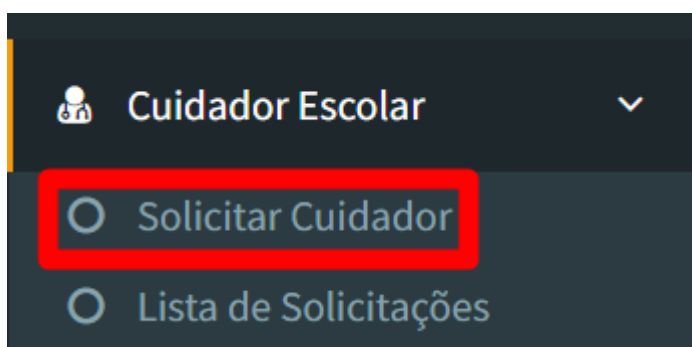 Cuidador Escolar
Solicitar Cuidador
Lista de Solicitações